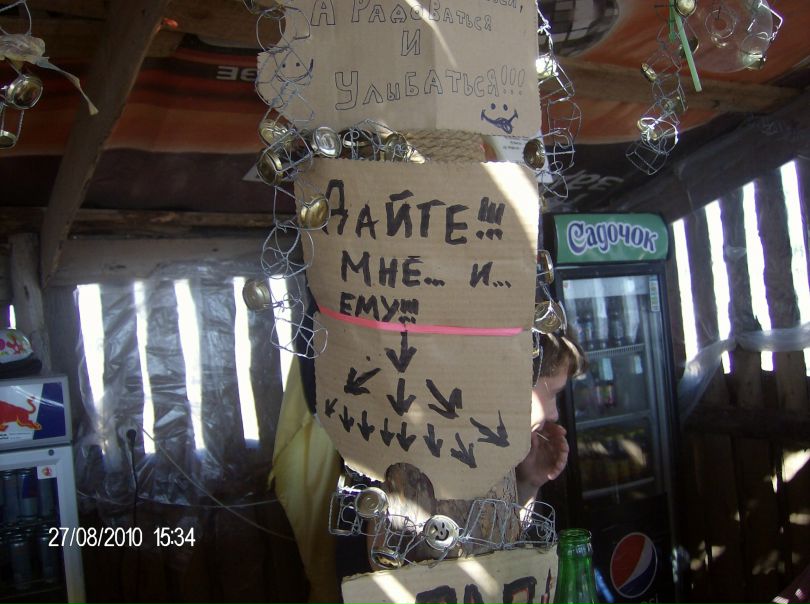 А РАДОВАТЬСЯ
И
УЛЫБАТЬСЯ!!!
ДАЙТЕ!!!
МНЕ... И...
ЕМУ!!!
Садочок
27/08/2010 15:34